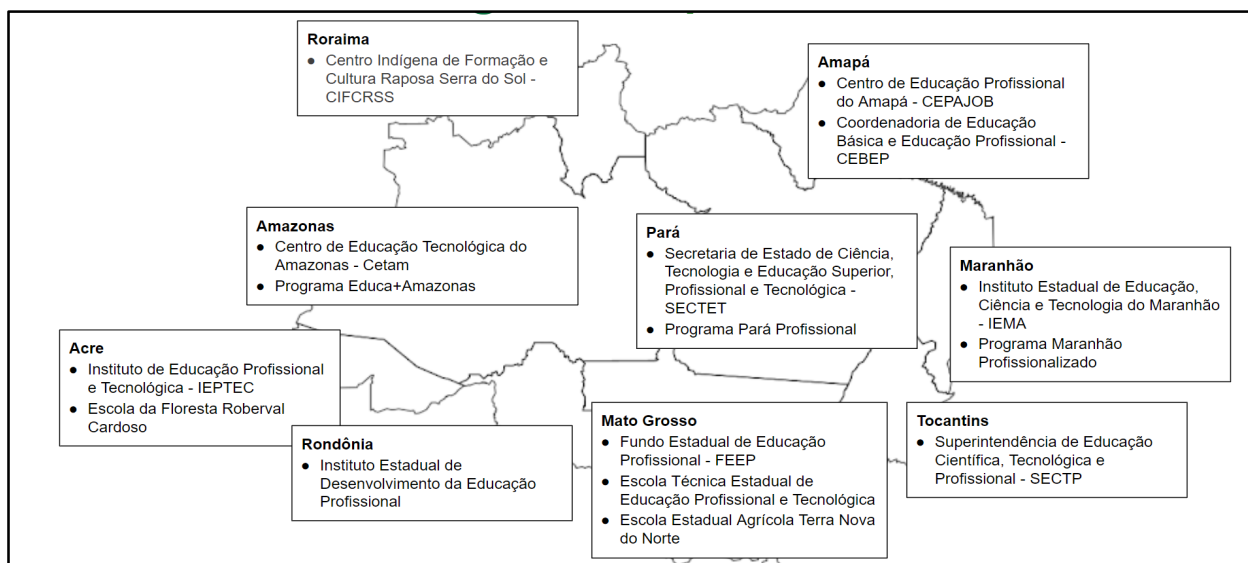 Roraima
● Centro Indígena de Formação e
Cultura Raposa Serra do Sol -
CIFCRSS
Amapá
● Centro de Educação Profissional
do Amapá - CEPAJOB
● Coordenadoria de Educação
Básica e Educação Profissional -
CEBEP
Amazonas
● Centro de Educação Tecnológica do
Amazonas - Cetam
● Programa Educa+Amazonas
Pará
● Secretaria de Estado de Ciência,
Tecnologia e Educação Superior,
Profissional e Tecnológica -
SECTET
● Programa Pará Profissional
Maranhão
● Instituto Estadual de Educação,
Ciência e Tecnologia do Maranhão
- IEMA
● Programa Maranhão
Profissionalizado
Acre
● Instituto de Educação Profissional
e Tecnológica - IEPTEC
● Escola da Floresta Roberval
Cardoso
Rondônia
● Instituto Estadual de
Desenvolvimento da Educação
Profissional
Mato Grosso
● Fundo Estadual de Educação
Profissional - FEEP
● Escola Técnica Estadual de
Educação Profissional e Tecnológica
● Escola Estadual Agrícola Terra Nova
do Norte
Tocantins
● Superintendência de Educação
Científica, Tecnológica e
Profissional - SECTP